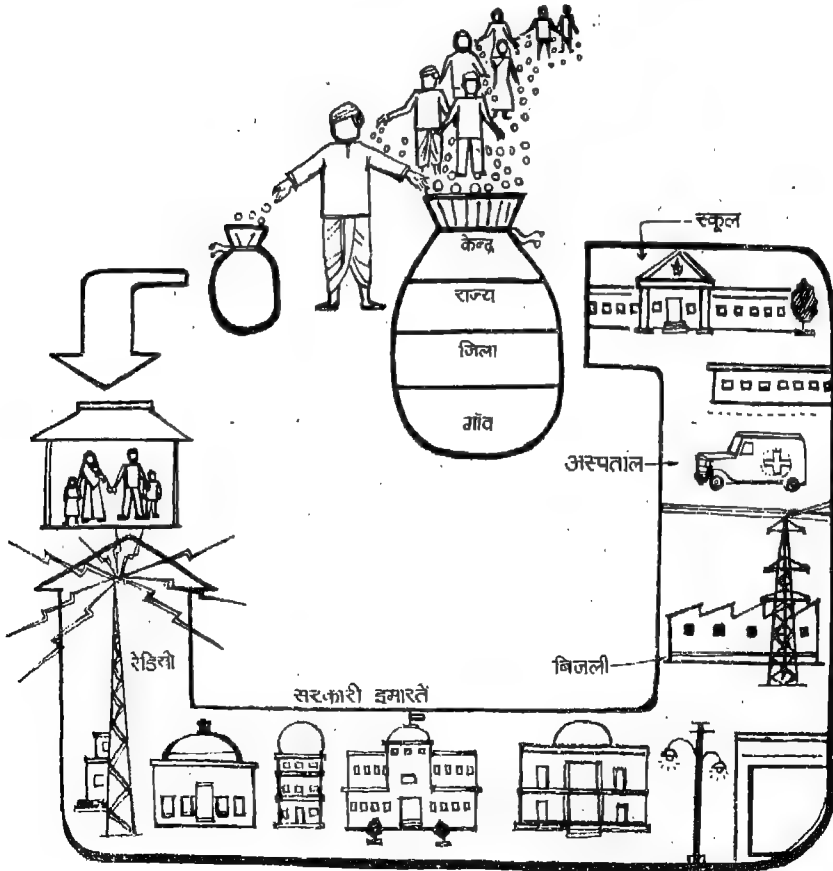 स्कूल
केन्द्र
राज्य
जिला
गाँव
अस्पताल
रेडियो
बिजली
सरकारी इमारतें